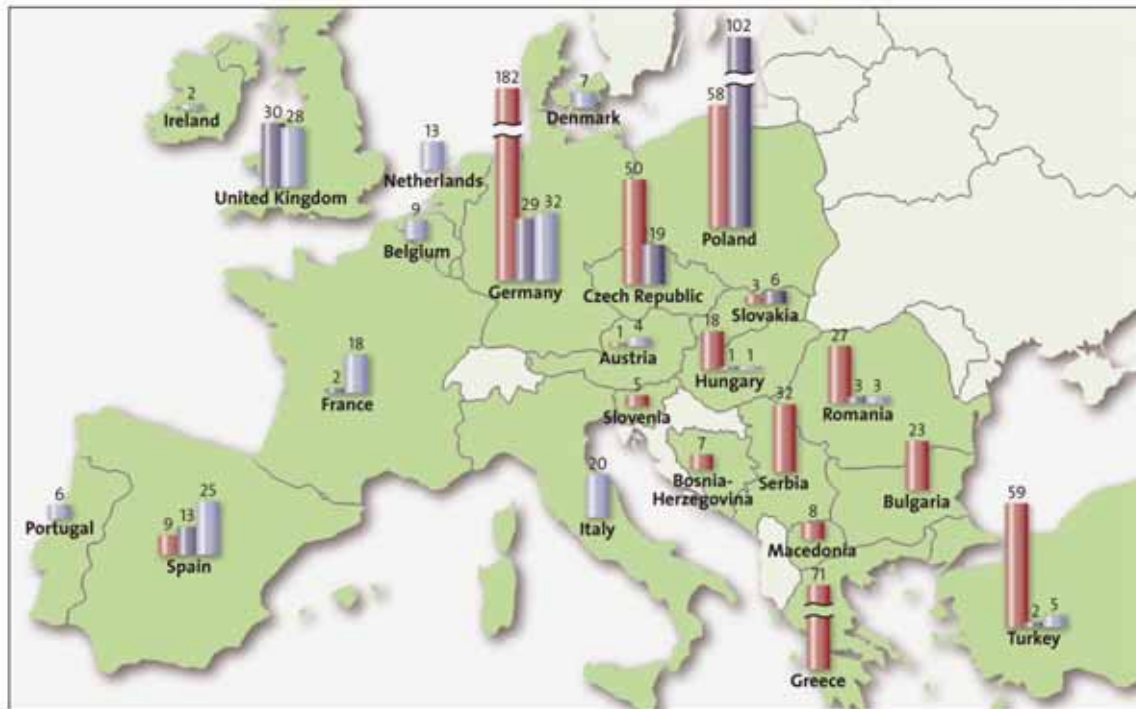 102
182
7
58
2
Ireland
Denmark
30 28
13
United Kingdom
Netherlands
50
9
Belgium
29 32
19
Poland
Germany
Czech Republic
3 6
Slovakia
1 4
Austria
18
1 1
Hungary
27
3 3
Romania
18
2
France
5
Slovenia
32
Serbia
7
Bosnia-
Herzegovina
23
Bulgaria
20
Italy
6
Portugal
9 13 25
Spain
8
Macedonia
71
Greece
59
2 5
Turkey